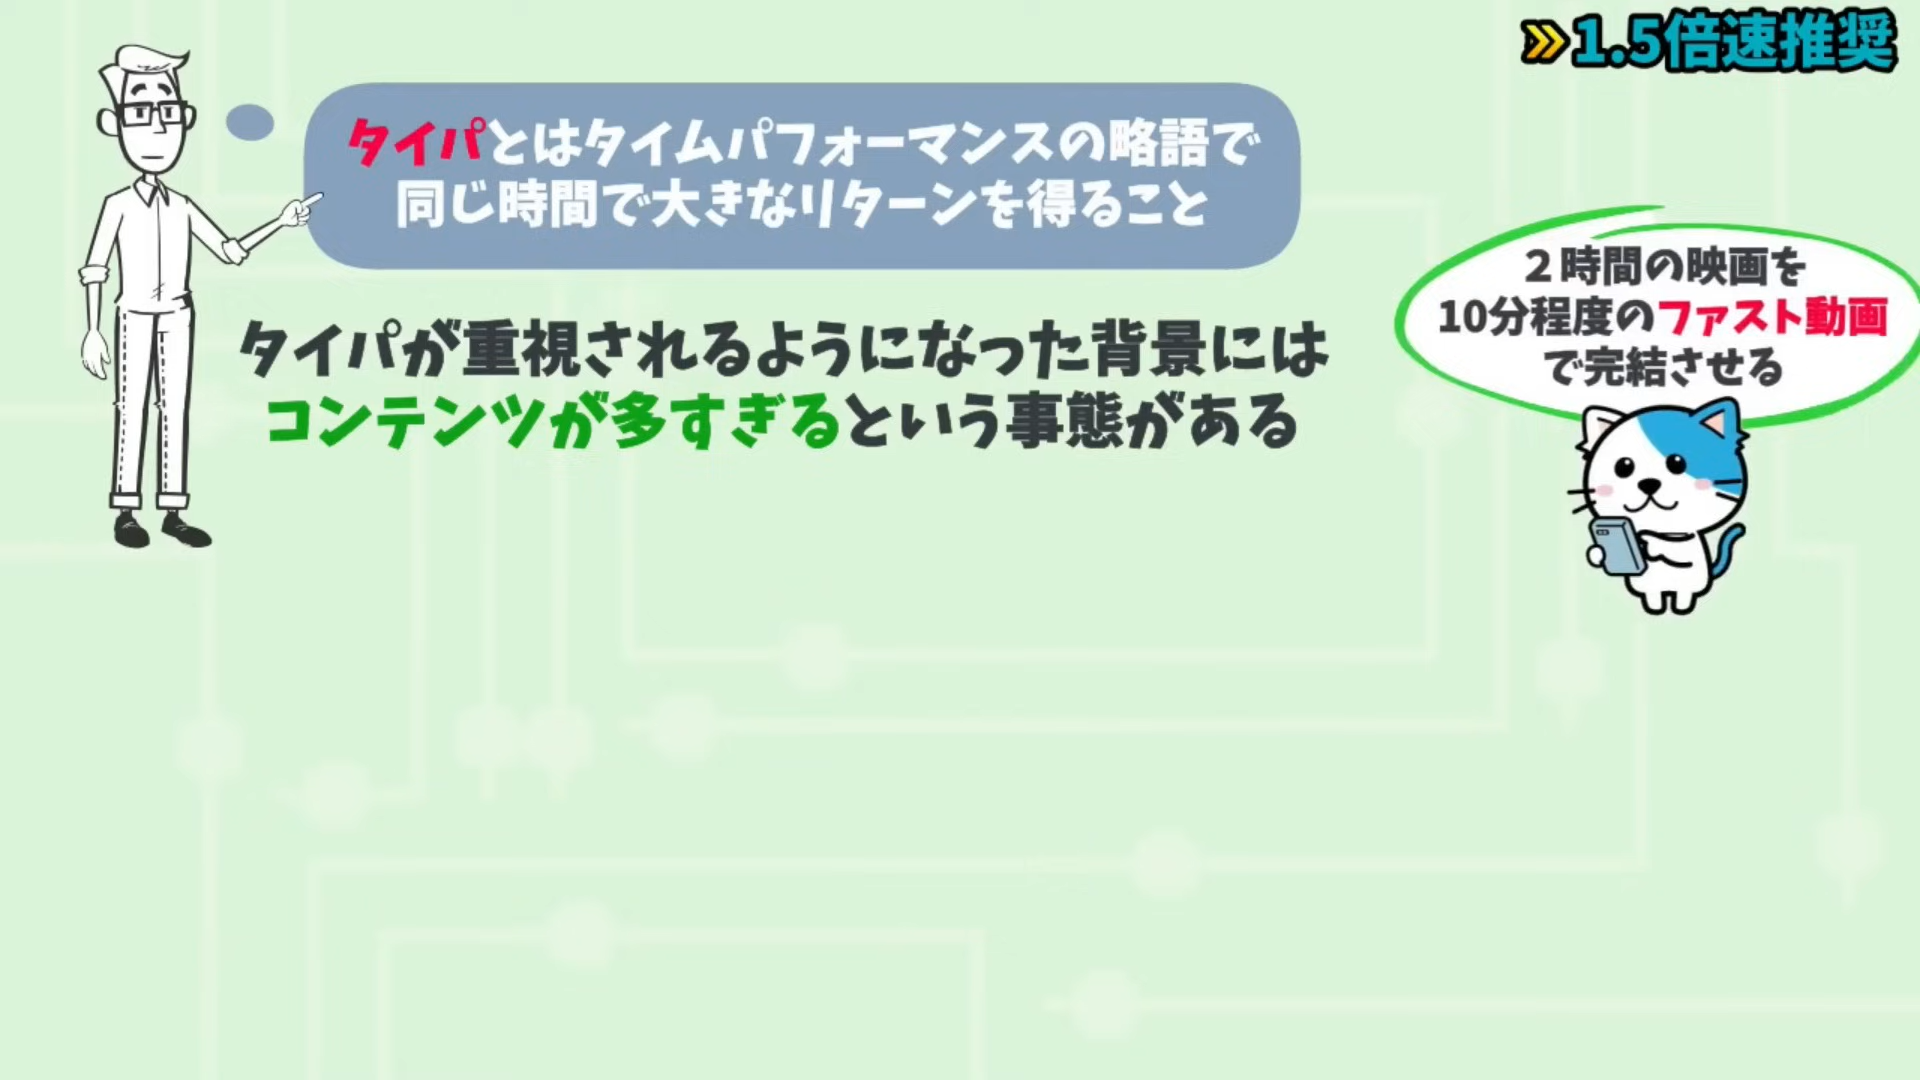 1.5倍速推奨
タイパとはタイムパフォーマンスの略語で
同じ時間で大きなリターンを得ること
タイパが重視されるようになった背景には
コンテンツが多すぎるという事態がある
２時間の映画を
10分程度のファスト動画
で完結させる